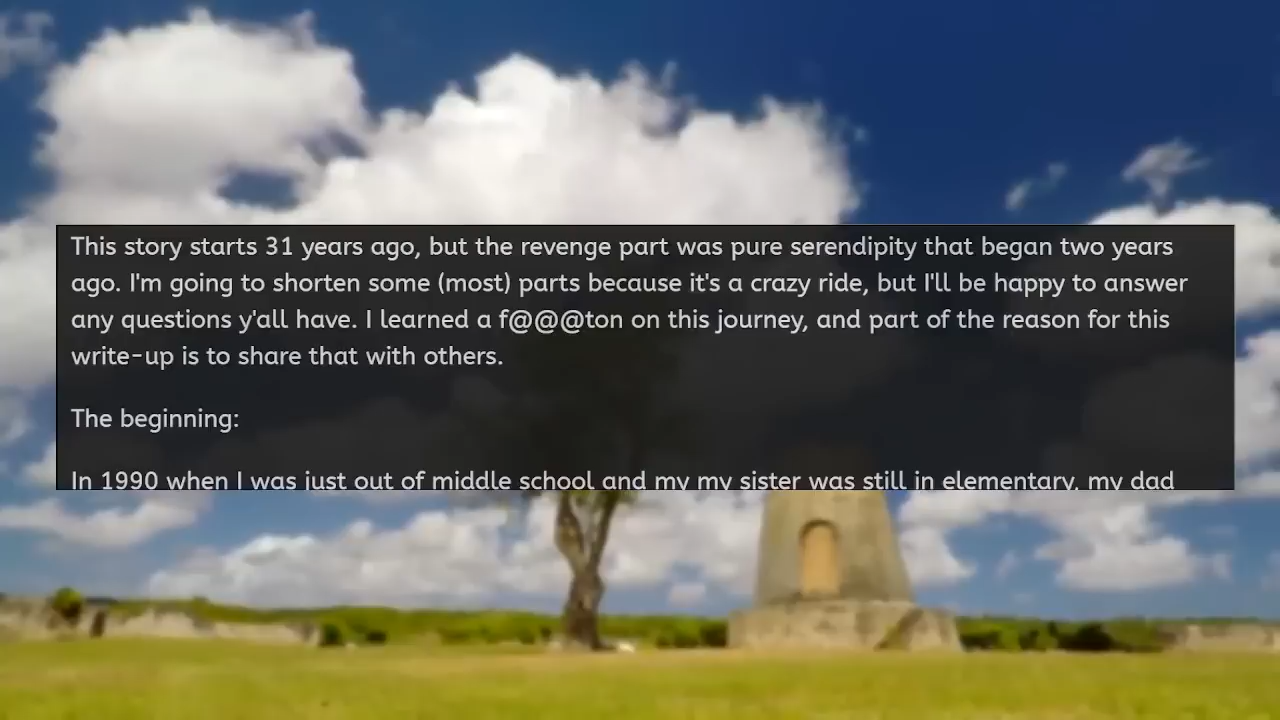 This story starts 31 years ago, but the revenge part was pure serendipity that began two years
ago. I'm going to shorten some (most) parts because it's a crazy ride, but I'll be happy to answer
any questions y'all have. I learned a f@@@ton on this journey, and part of the reason for this
write-up is to share that with others.
The beginning:
In 1990 when I was just out of middle school and my my sister was still in elementary, my dad